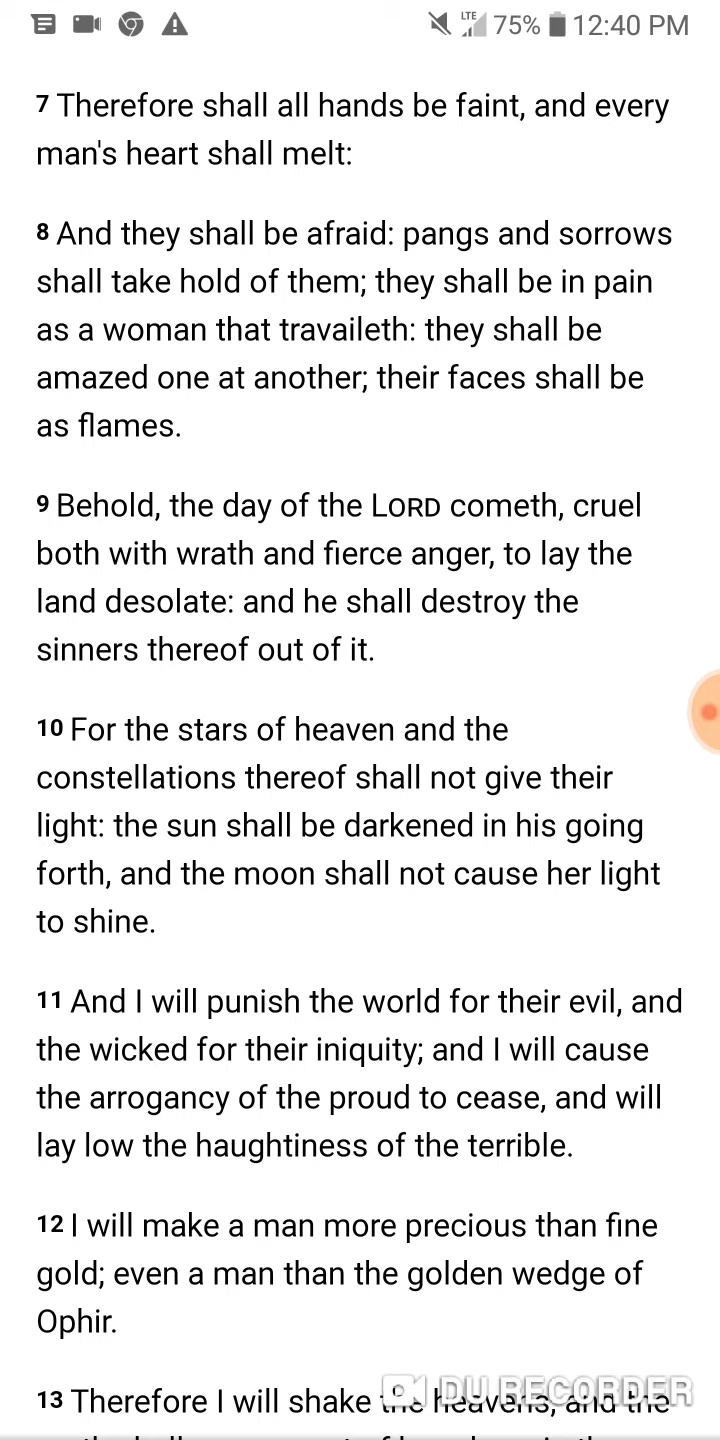 LTE 75% 12:40 PM
7 Therefore shall all hands be faint, and every
man's heart shall melt:
8 And they shall be afraid: pangs and sorrows
shall take hold of them; they shall be in pain
as a woman that travaileth: they shall be
amazed one at another; their faces shall be
as flames.
9 Behold, the day of the LORD cometh, cruel
both with wrath and fierce anger, to lay the
land desolate: and he shall destroy the
sinners thereof out of it.
10 For the stars of heaven and the
constellations thereof shall not give their
light: the sun shall be darkened in his going
forth, and the moon shall not cause her light
to shine.
11 And I will punish the world for their evil, and
the wicked for their iniquity; and I will cause
the arrogancy of the proud to cease, and will
lay low the haughtiness of the terrible.
12 I will make a man more precious than fine
gold; even a man than the golden wedge of
Ophir.
13 Therefore I will shake the heavens, and the
DU RECORDER